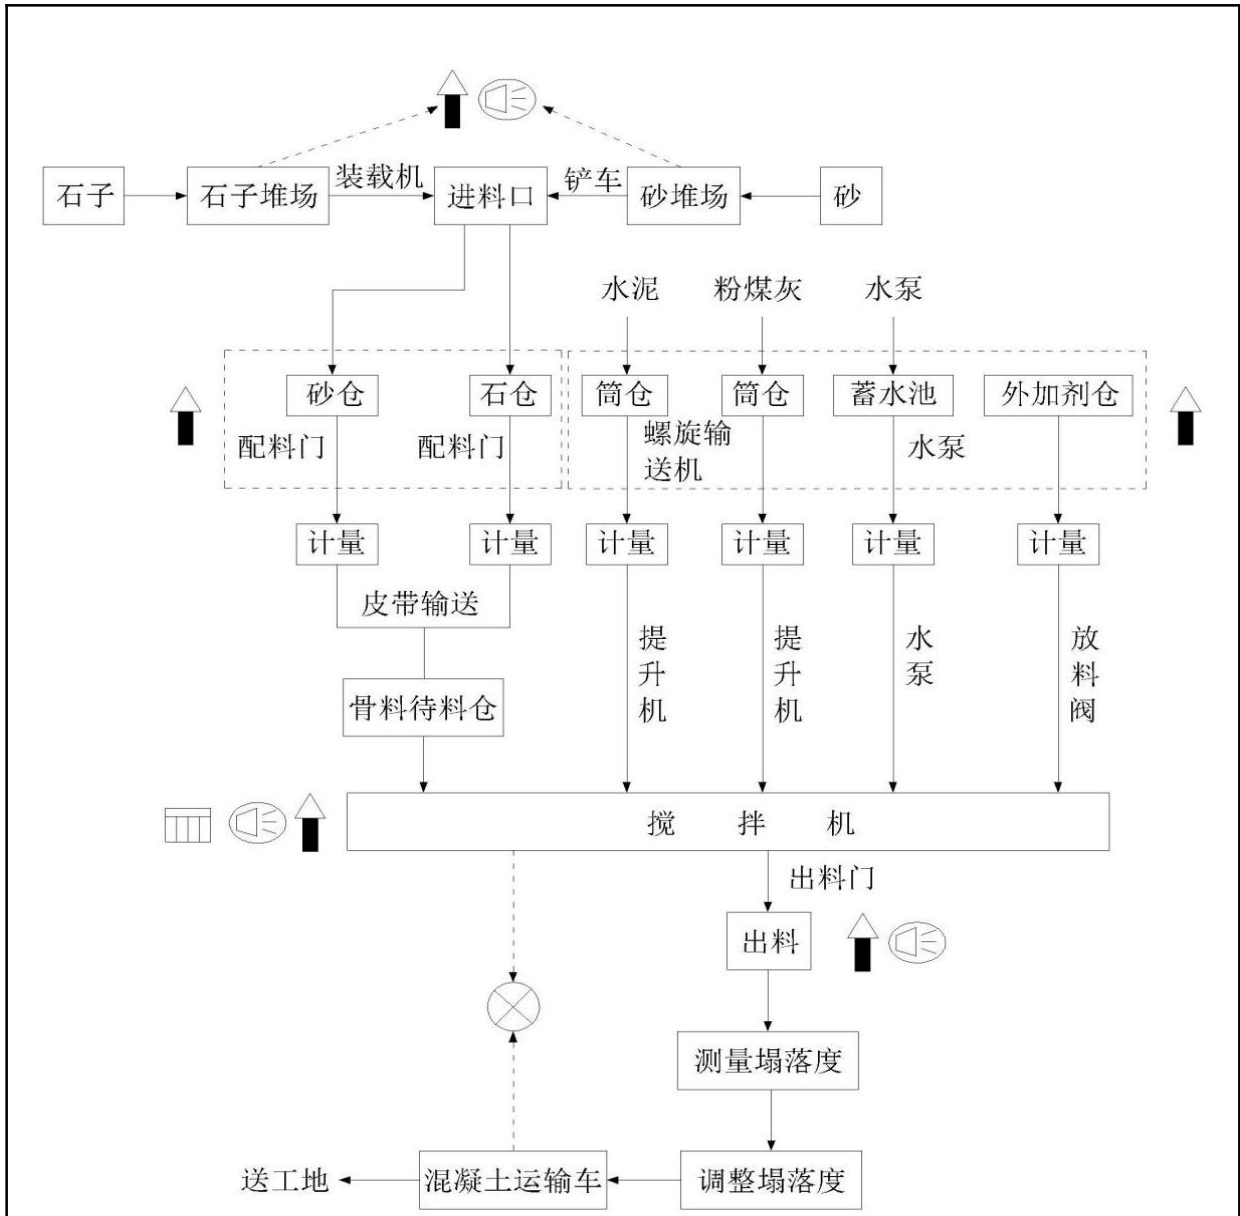 装载机
铲车
石子
石子堆场
进料口
砂堆场
砂
水泥
粉煤灰
水泵
砂仓
石仓
筒仓
筒仓
蓄水池
外加剂仓
配料门
配料门
螺旋输
送机
水泵
计量
计量
计量
计量
计量
计量
皮带输送
提升机
提升机
水泵
放料阀
骨料待料仓
搅拌机
出料门
出料
测量塌落度
送工地
混凝土运输车
调整塌落度